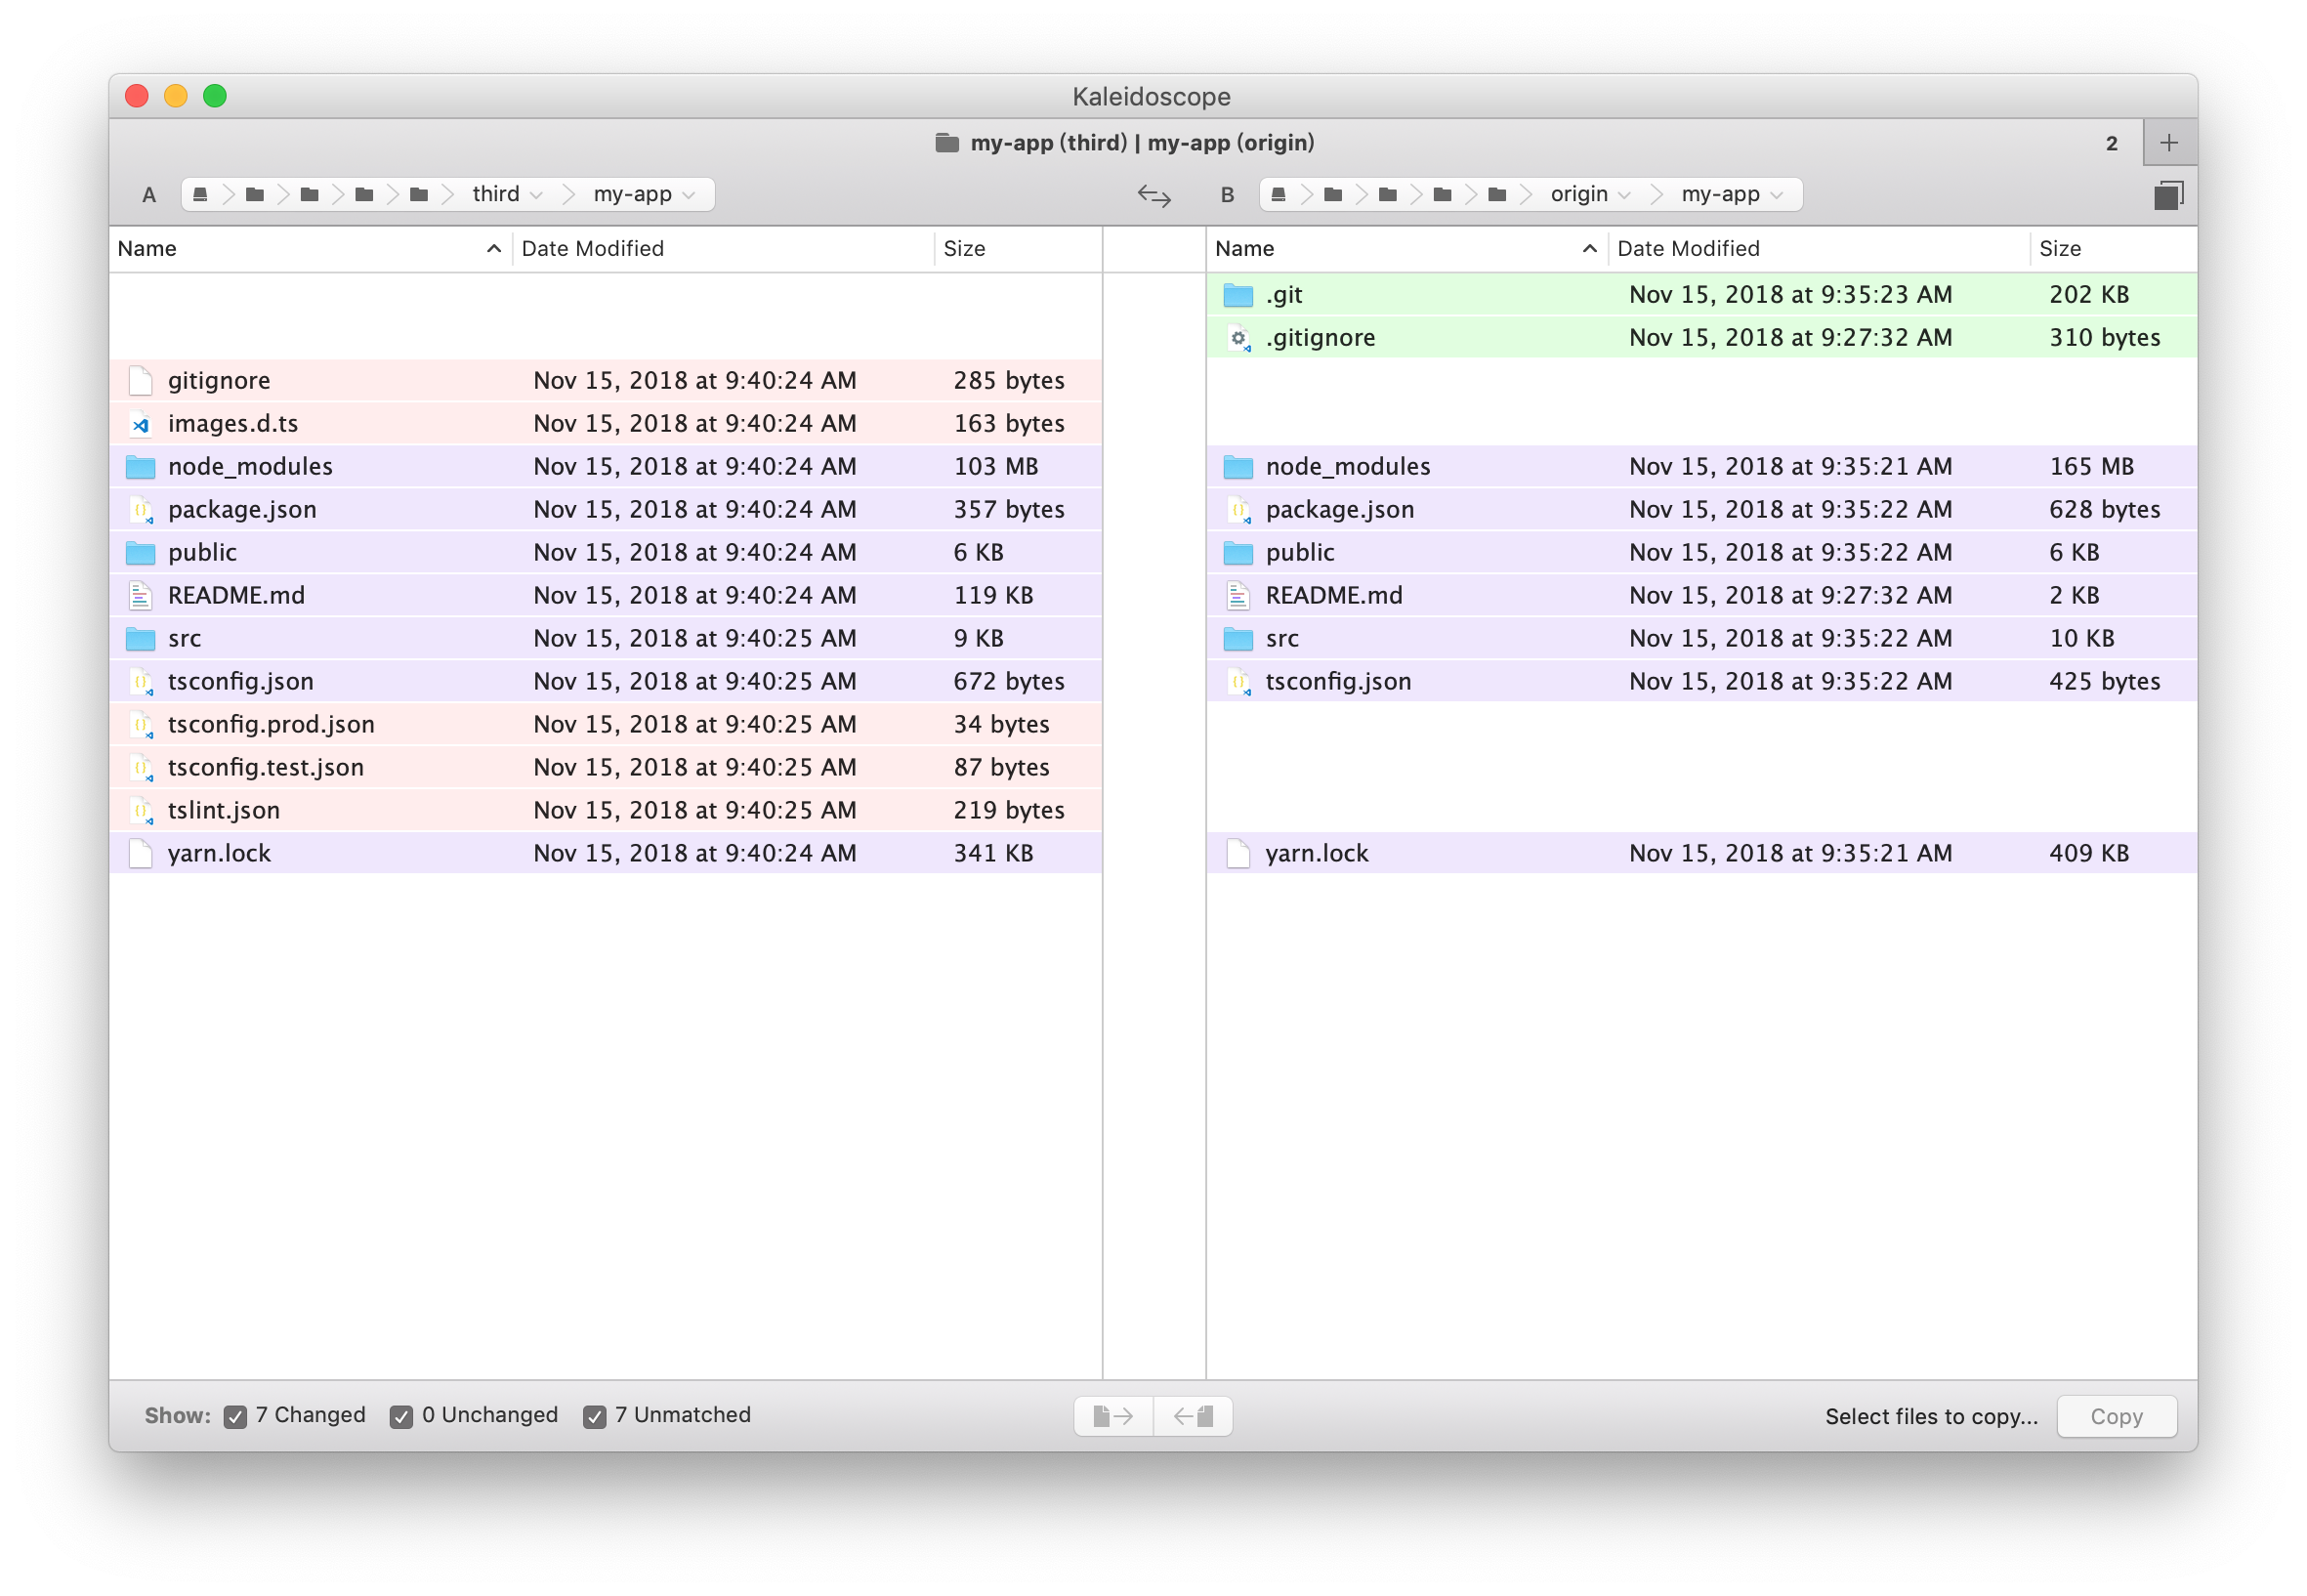 Kaleidoscope
my-app (third) | my-app (origin) 2 +
A third my-app B origin my-app
Name Date Modified Size Name Date Modified Size
.git Nov 15, 2018 at 9:35:23 AM 202 KB
.gitignore Nov 15, 2018 at 9:27:32 AM 310 bytes
gitignore Nov 15, 2018 at 9:40:24 AM 285 bytes
images.d.ts Nov 15, 2018 at 9:40:24 AM 163 bytes
node_modules Nov 15, 2018 at 9:40:24 AM 103 MB node_modules Nov 15, 2018 at 9:35:21 AM 165 MB
package.json Nov 15, 2018 at 9:40:24 AM 357 bytes package.json Nov 15, 2018 at 9:35:22 AM 628 bytes
public Nov 15, 2018 at 9:40:24 AM 6 KB public Nov 15, 2018 at 9:35:22 AM 6 KB
README.md Nov 15, 2018 at 9:40:24 AM 119 KB README.md Nov 15, 2018 at 9:27:32 AM 2 KB
src Nov 15, 2018 at 9:40:25 AM 9 KB src Nov 15, 2018 at 9:35:22 AM 10 KB
tsconfig.json Nov 15, 2018 at 9:40:25 AM 672 bytes tsconfig.json Nov 15, 2018 at 9:35:22 AM 425 bytes
tsconfig.prod.json Nov 15, 2018 at 9:40:25 AM 34 bytes
tsconfig.test.json Nov 15, 2018 at 9:40:25 AM 87 bytes
tslint.json Nov 15, 2018 at 9:40:25 AM 219 bytes
yarn.lock Nov 15, 2018 at 9:40:24 AM 341 KB yarn.lock Nov 15, 2018 at 9:35:21 AM 409 KB
Show: 7 Changed 0 Unchanged 7 Unmatched Select files to copy... Copy